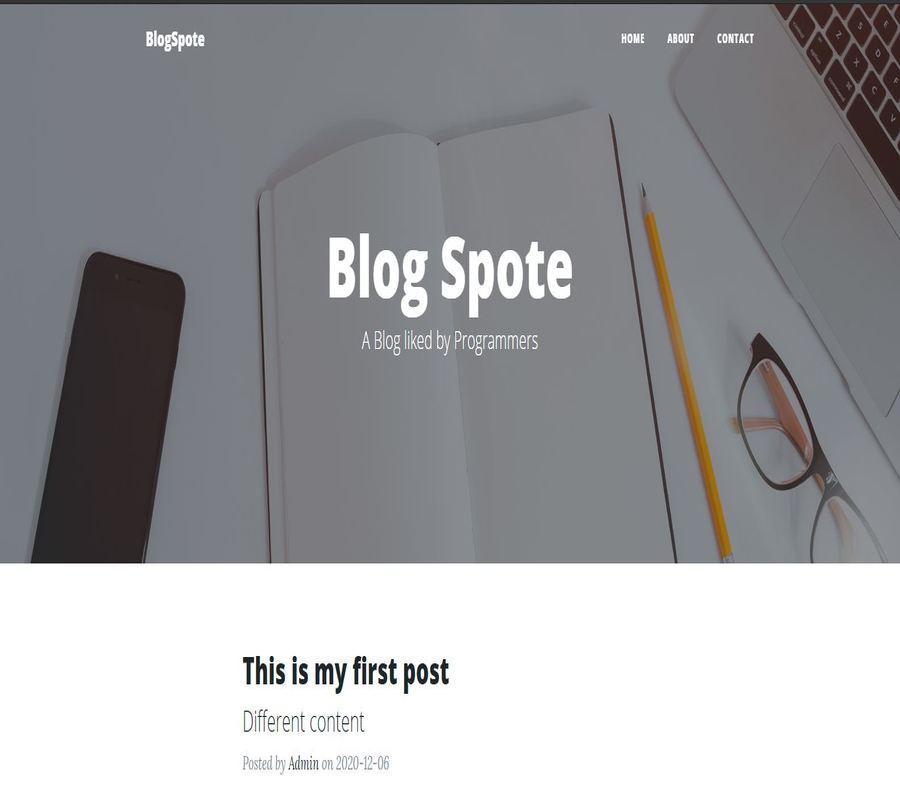 BlogSpote
HOME ABOUT CONTACT
Blog Spote
A Blog liked by Programmers
This is my first post
Different content
Posted by Admin on 2020-12-06